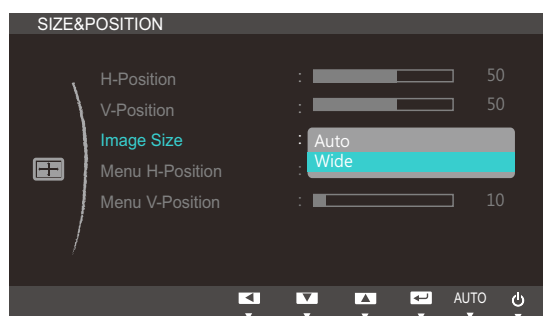 SIZE&POSITION
H-Position : 50
V-Position : 50
Image Size : Auto
Wide
Menu H-Position :
Menu V-Position : 10
AUTO